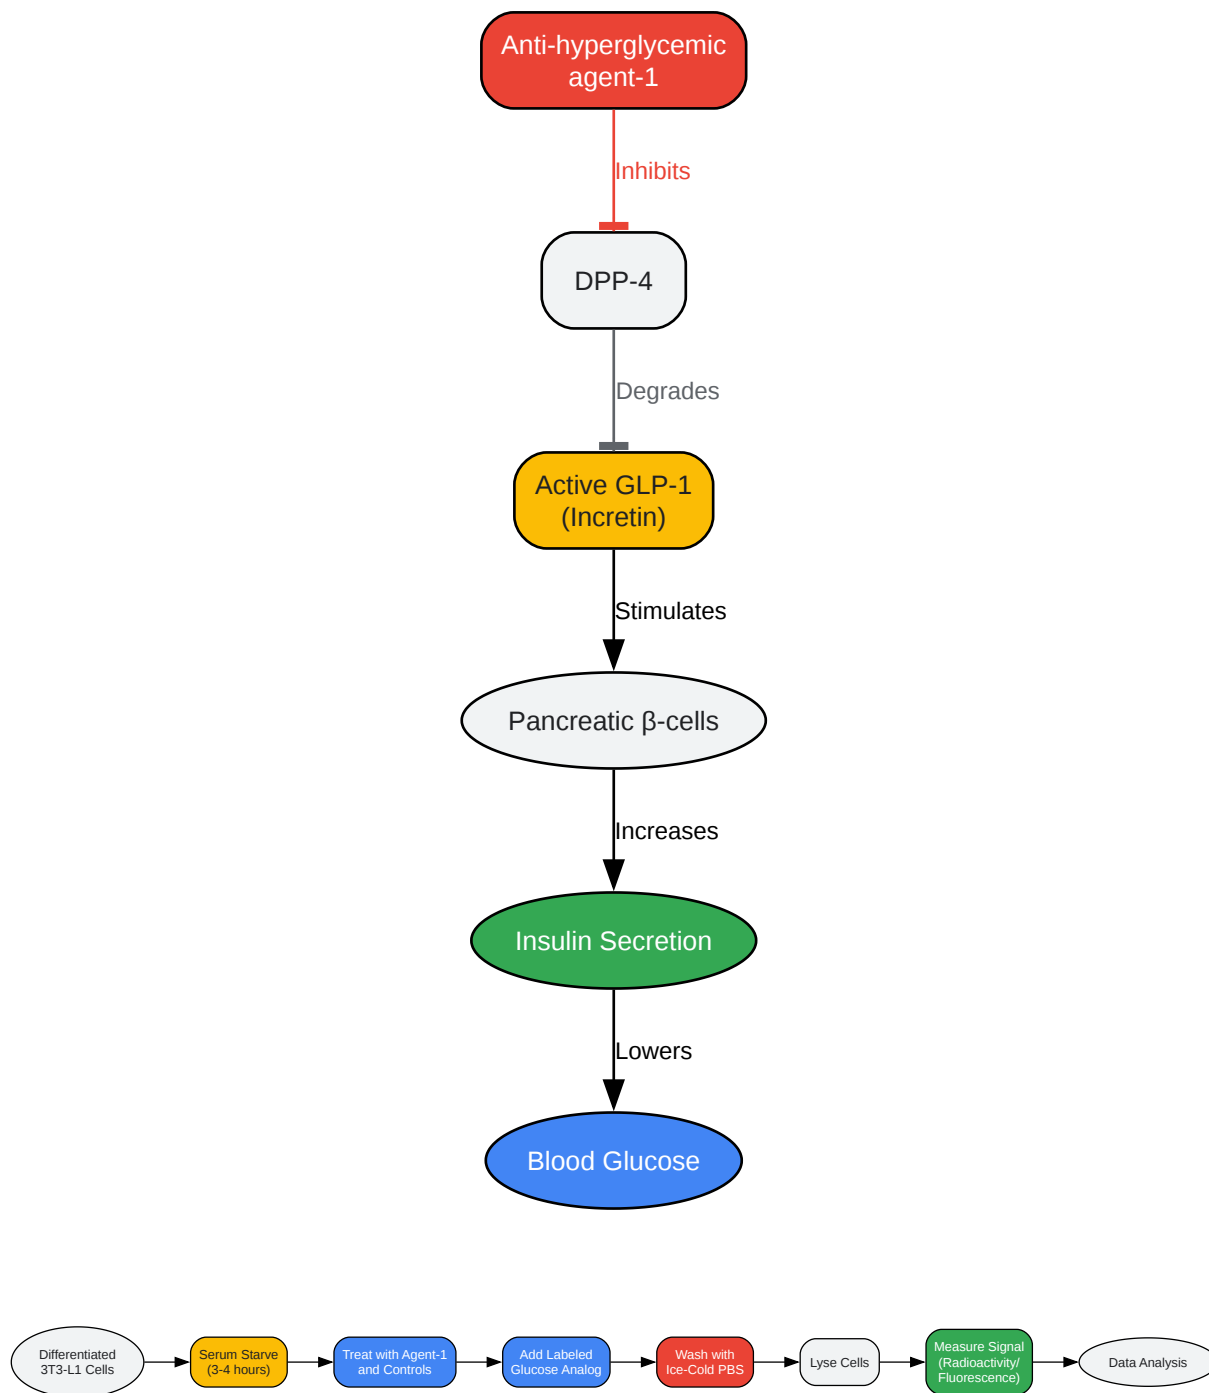 Anti-hyperglycemic
agent-1
Inhibits
DPP-4
Degrades
Active GLP-1
(Incretin)
Stimulates
Pancreatic β-cells
Increases
Insulin Secretion
Lowers
Blood Glucose
Differentiated
3T3-L1 Cells
Serum Starve
(3-4 hours)
Treat with Agent-1
and Controls
Add Labeled
Glucose Analog
Wash with
Ice-Cold PBS
Lyse Cells
Measure Signal
(Radioactivity/
Fluorescence)
Data Analysis